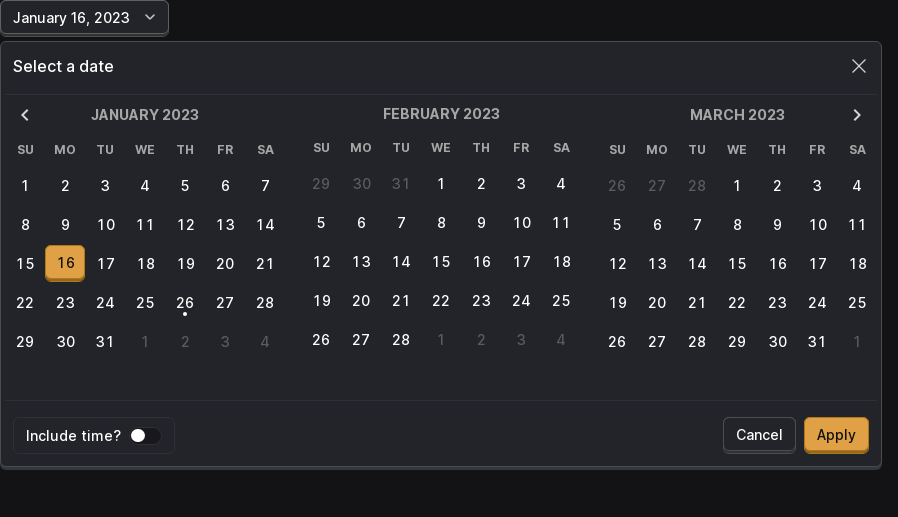 January 16, 2023
Select a date
JANUARY 2023 FEBRUARY 2023 MARCH 2023
SU MO TU WE TH FR SA SU MO TU WE TH FR SA SU MO TU WE TH FR SA
1 2 3 4 5 6 7 29 30 31 1 2 3 4 26 27 28 1 2 3 4
8 9 10 11 12 13 14 5 6 7 8 9 10 11 5 6 7 8 9 10 11
15 16 17 18 19 20 21 12 13 14 15 16 17 18 12 13 14 15 16 17 18
22 23 24 25 26 27 28 19 20 21 22 23 24 25 19 20 21 22 23 24 25
29 30 31 1 2 3 4 26 27 28 1 2 3 4 26 27 28 29 30 31 1
Include time? Cancel Apply